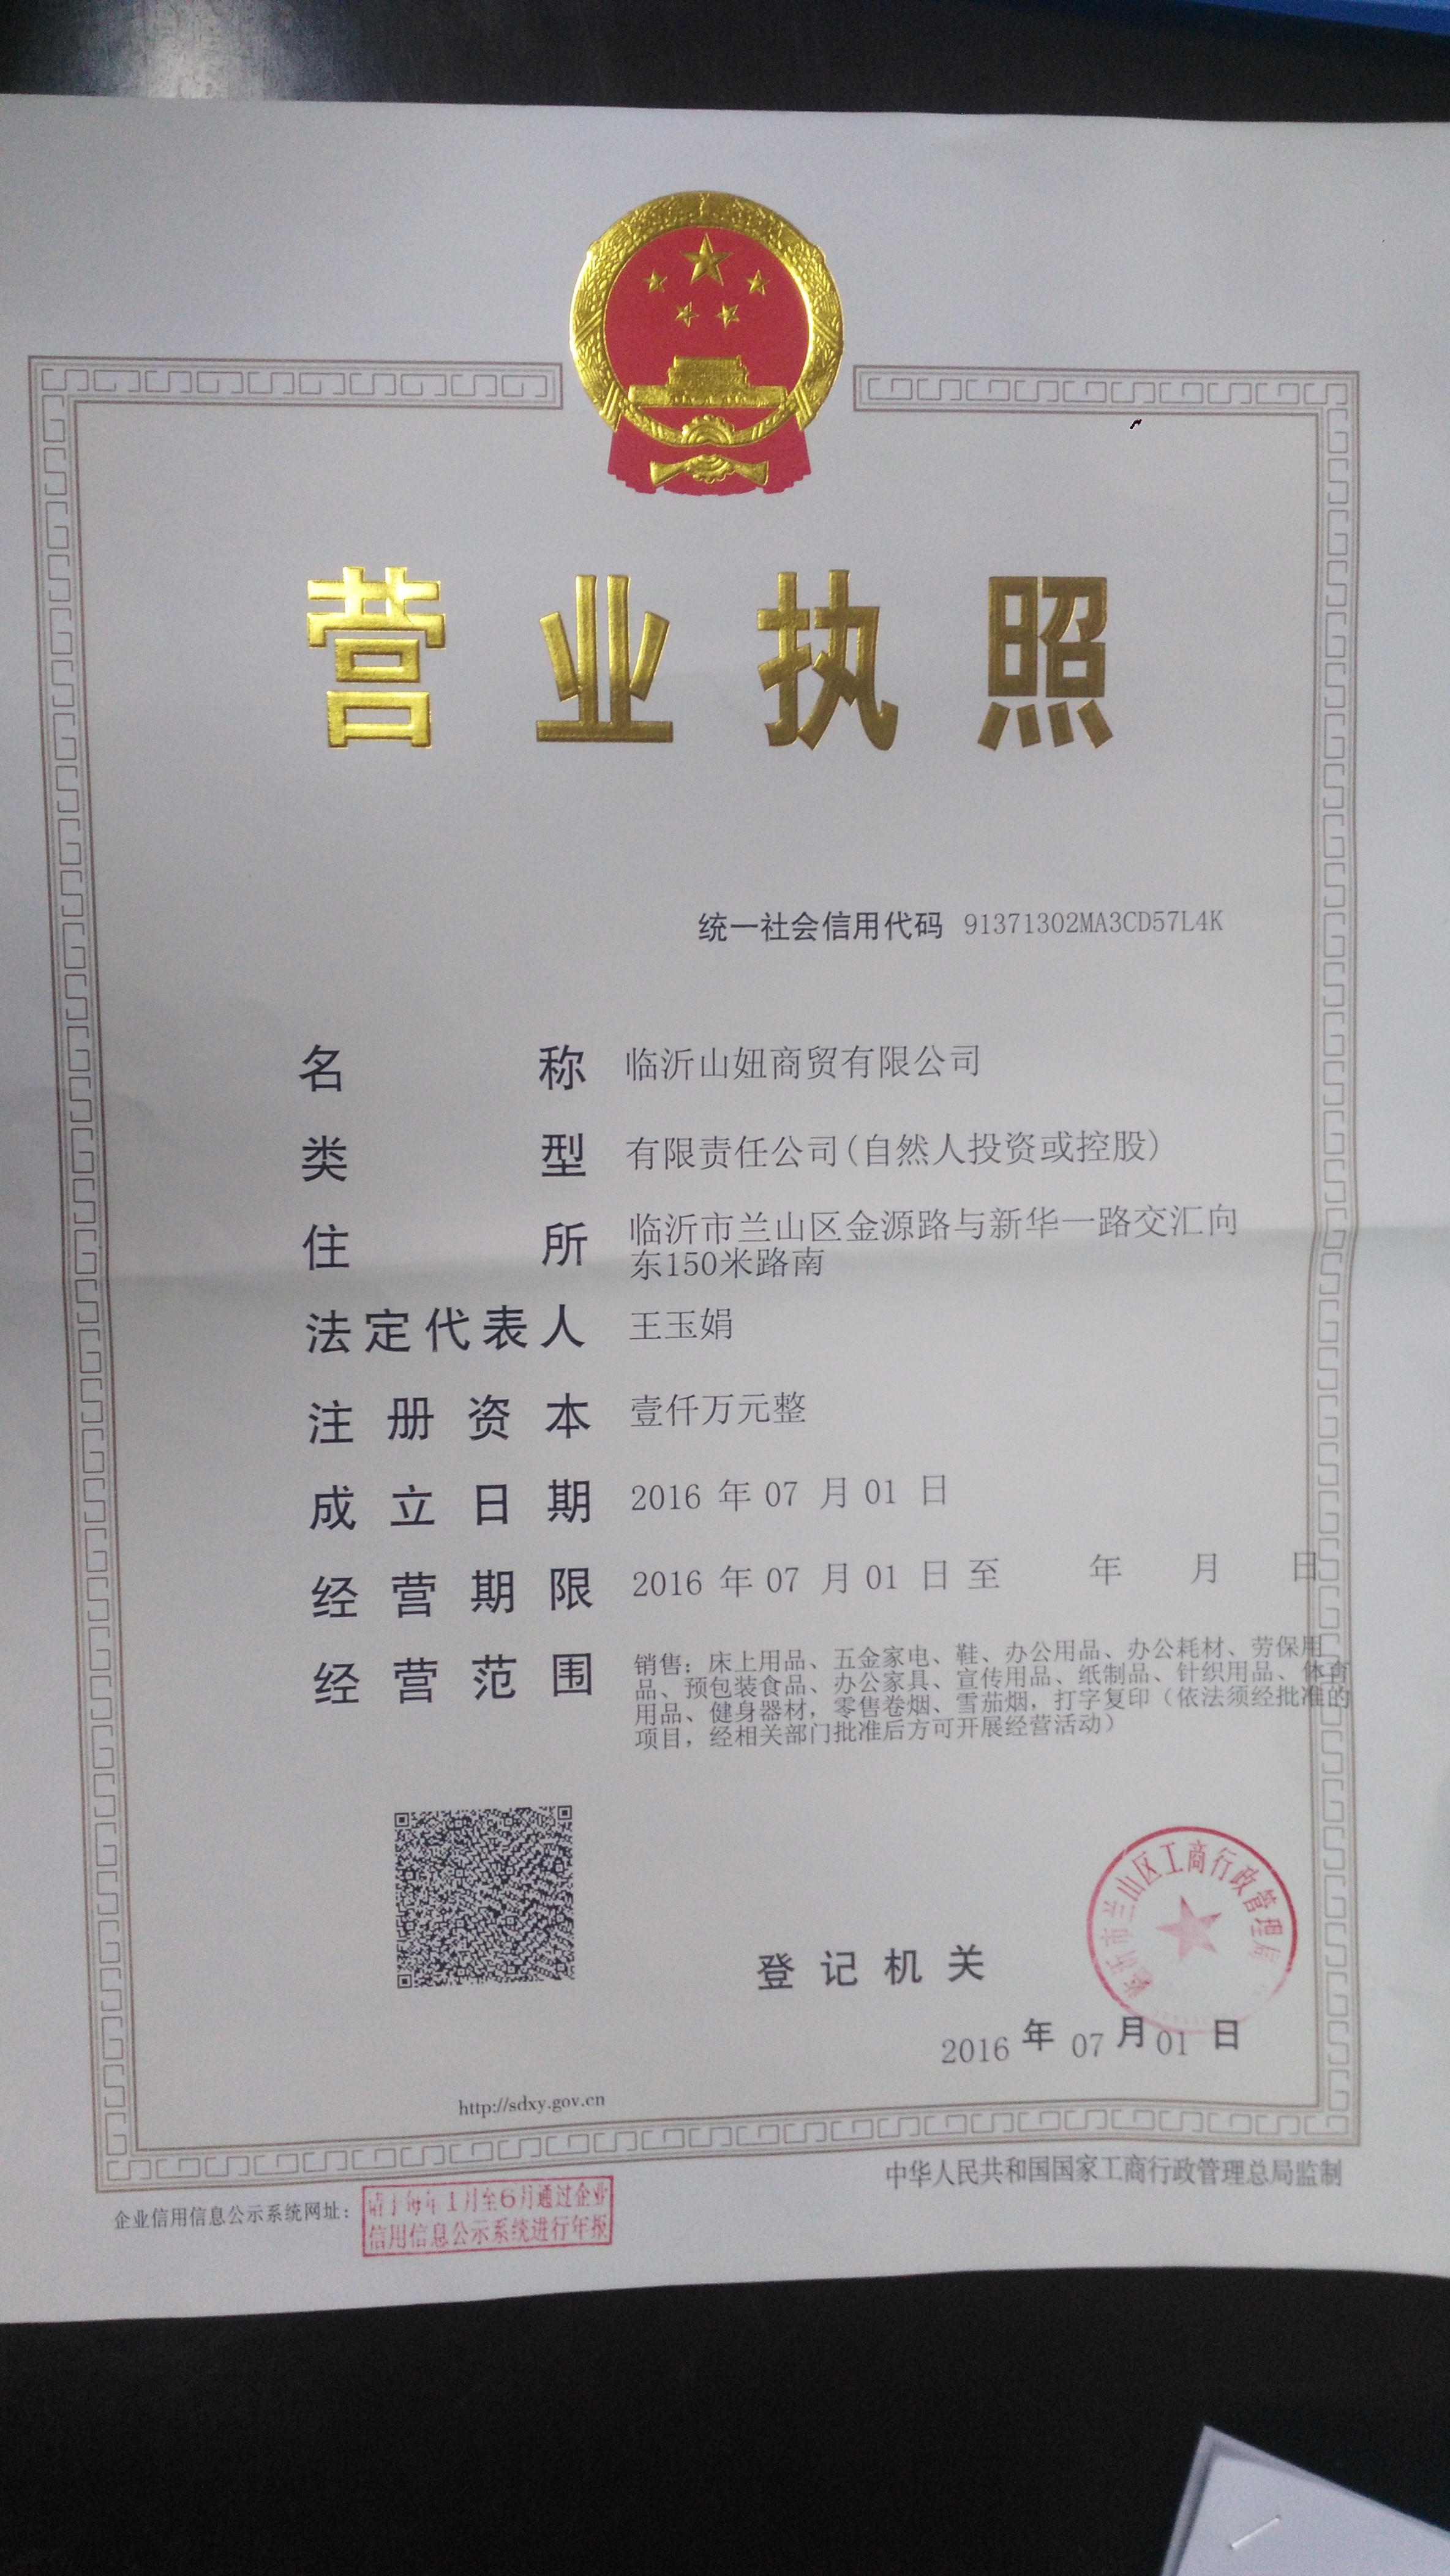 营业执照
统一社会信用代码 91371302MA3CD57L4K
名称 临沂山妞商贸有限公司
类型 有限责任公司(自然人投资或控股)
住所 临沂市兰山区金源路与新华一路交汇向
东150米路南
法定代表人 王玉娟
注册资本 壹仟万元整
成立日期 2016 年 07 月 01 日
经营期限 2016 年 07 月 01 日 至 年 月 日
经营范围 销售：床上用品、五金家电、鞋、办公用品、办公耗材、劳保用
品、预包装食品、办公家具、宣传用品、纸制品、针织用品、体育
用品、健身器材，零售卷烟、雪茄烟，打字复印（依法须经批准的
项目，经相关部门批准后方可开展经营活动）
临沂市兰山区工商行政管理局
登记机关
2016 年 07 月 01 日
http://sdxy.gov.cn
中华人民共和国国家工商行政管理总局监制
企业信用信息公示系统网址：
请于每年1月至6月通过企业
信用信息公示系统进行年报